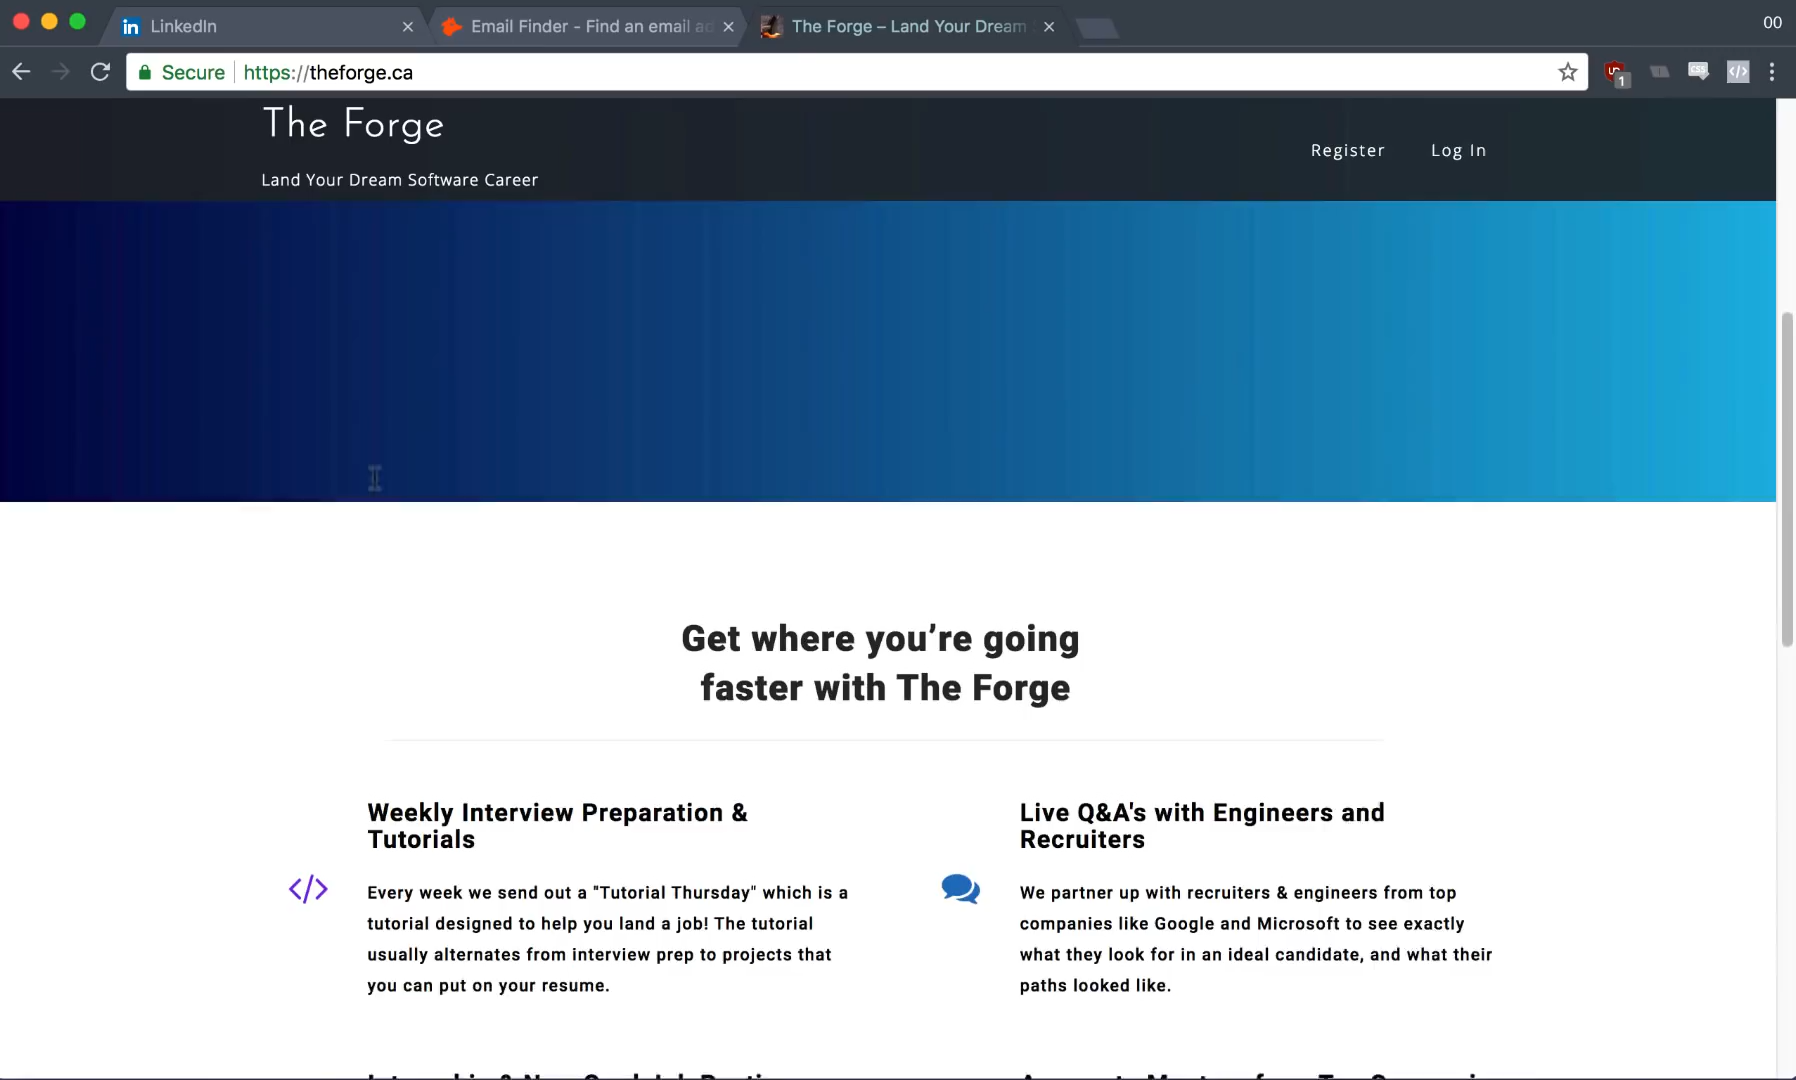 LinkedIn
Email Finder - Find an email ad
The Forge – Land Your Dream
00
Secure
https://theforge.ca
1
CSS
The Forge
Register
Log In
Land Your Dream Software Career
Get where you’re going
faster with The Forge
Weekly Interview Preparation &
Tutorials
Every week we send out a "Tutorial Thursday" which is a
tutorial designed to help you land a job! The tutorial
usually alternates from interview prep to projects that
you can put on your resume.
Live Q&A's with Engineers and
Recruiters
We partner up with recruiters & engineers from top
companies like Google and Microsoft to see exactly
what they look for in an ideal candidate, and what their
paths looked like.